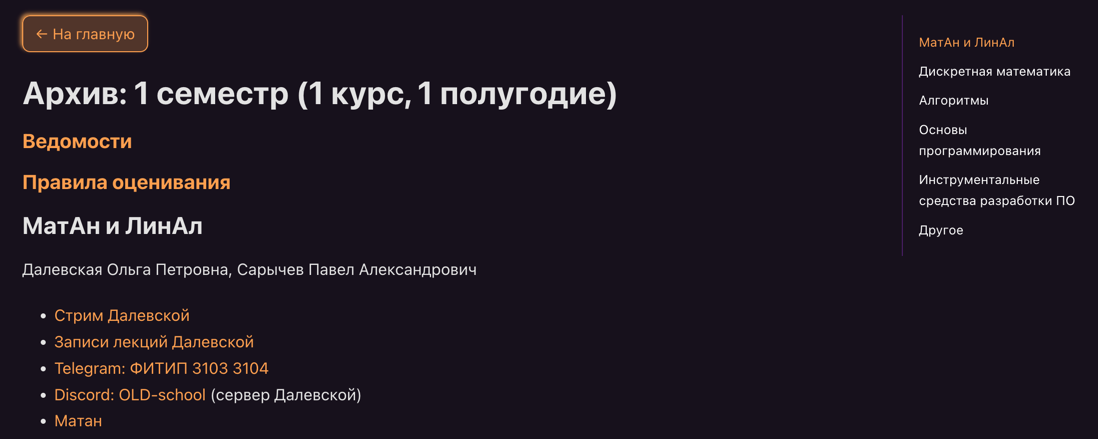 ← На главную
Архив: 1 семестр (1 курс, 1 полугодие)
Ведомости
Правила оценивания
МатАн и ЛинАл
Далевская Ольга Петровна, Сарычев Павел Александрович
• Стрим Далевской
• Записи лекций Далевской
• Telegram: ФИТИП 3103 3104
• Discord: OLD-school (сервер Далевской)
• Матан
МатАн и ЛинАл
Дискретная математика
Алгоритмы
Основы
программирования
Инструментальные
средства разработки ПО
Другое